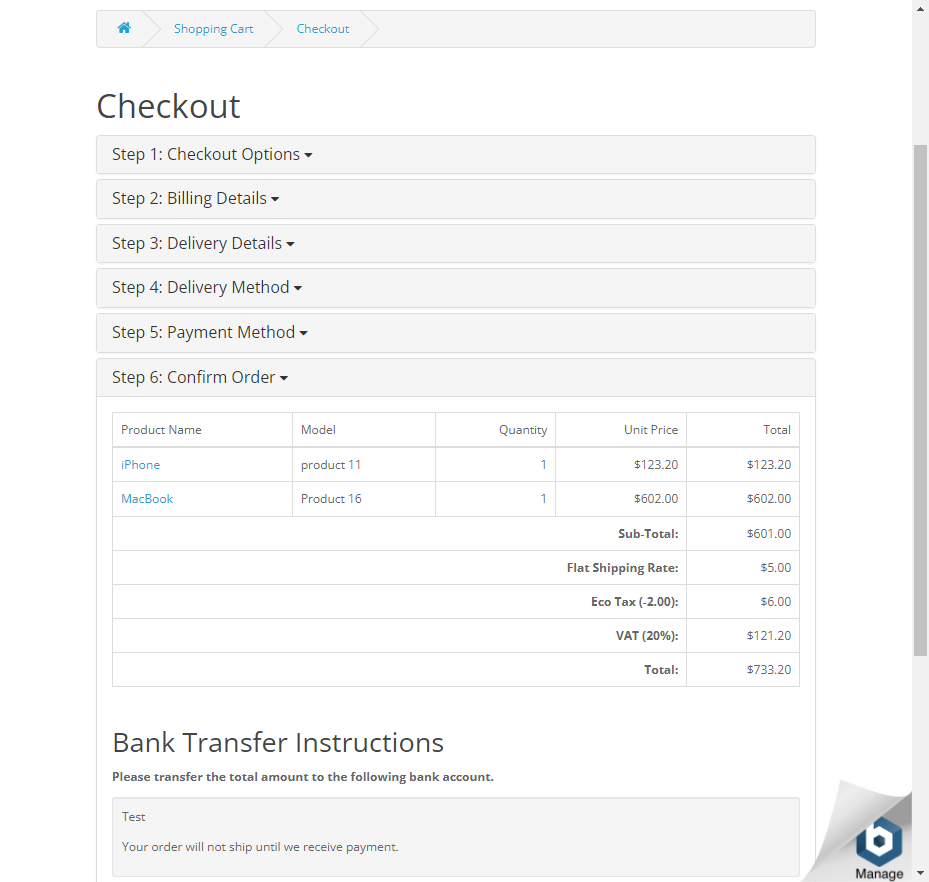 Shopping Cart Checkout
Checkout
Step 1: Checkout Options
Step 2: Billing Details
Step 3: Delivery Details
Step 4: Delivery Method
Step 5: Payment Method
Step 6: Confirm Order
Product Name Model Quantity Unit Price Total
iPhone product 11 1 $123.20 $123.20
MacBook Product 16 1 $602.00 $602.00
Sub-Total: $601.00
Flat Shipping Rate: $5.00
Eco Tax (-2.00): $6.00
VAT (20%): $121.20
Total: $733.20
Bank Transfer Instructions
Please transfer the total amount to the following bank account.
Test
Your order will not ship until we receive payment.
Manage